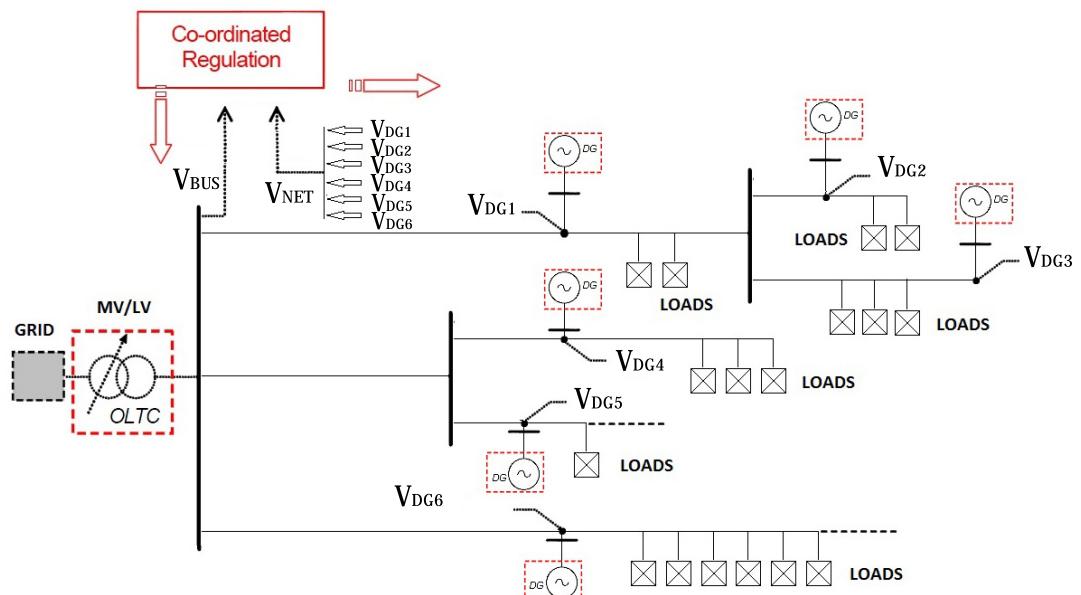 Co-ordinated
Regulation
VDG1
VDG2
VDG3
VDG4
VDG5
VDG6
VBUS
VNET
DG
VDG1
DG
VDG2
LOADS
DG
VDG3
LOADS
LOADS
DG
VDG4
LOADS
MV/LV
GRID
OLTC
VDG5
DG
LOADS
VDG6
DG
LOADS